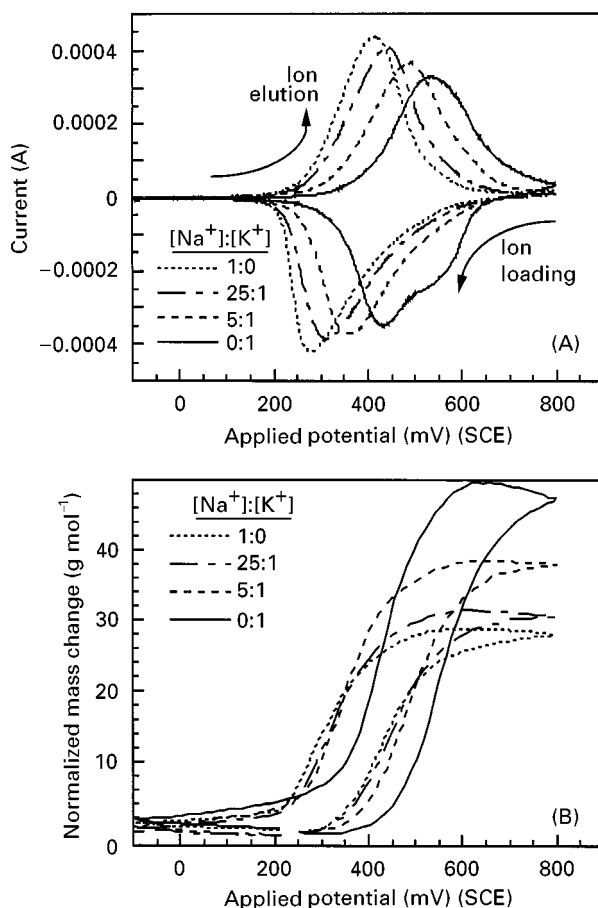 (A)
0.0004
0.0002
0
−0.0002
−0.0004
Current (A)
Ion
elution
Ion
loading
[Na⁺]:[K⁺]
1:0
25:1
5:1
0:1
0 200 400 600 800
Applied potential (mV) (SCE)
[Na⁺]:[K⁺]
1:0
25:1
5:1
0:1
40
30
20
10
0
Normalized mass change (g mol⁻¹)
(B)
0 200 400 600 800
Applied potential (mV) (SCE)